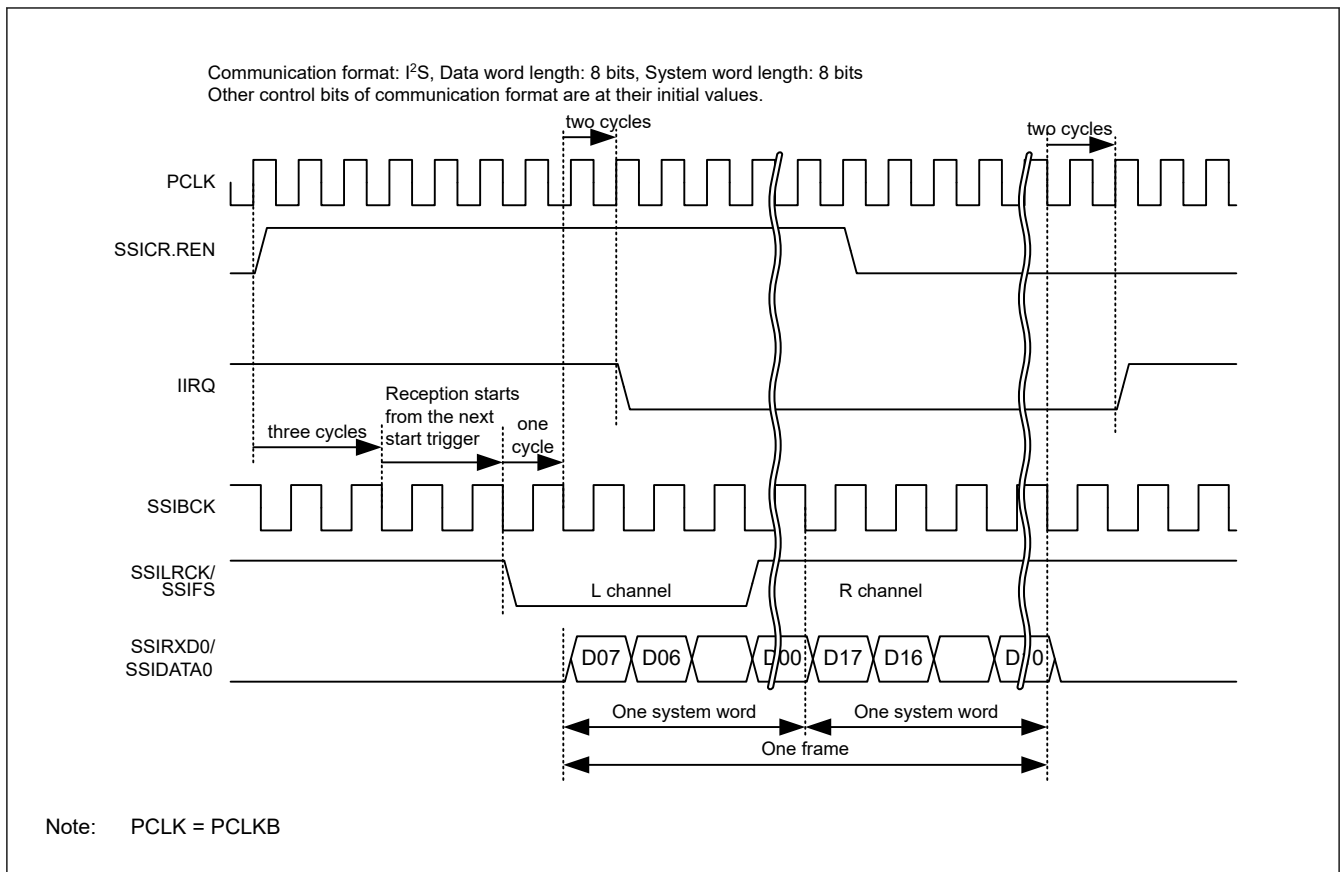 Communication format: I²S, Data word length: 8 bits, System word length: 8 bits
Other control bits of communication format are at their initial values.
two cycles
two cycles
PCLK
SSICR.REN
IIRQ
Reception starts
from the next
start trigger
one
cycle
three cycles
SSIBCK
SSILRCK/
SSIFS
L channel
R channel
SSIRXD0/
SSIDATA0
D07 D06 D00 D17 D16 D10
One system word
One system word
One frame
Note: PCLK = PCLKB